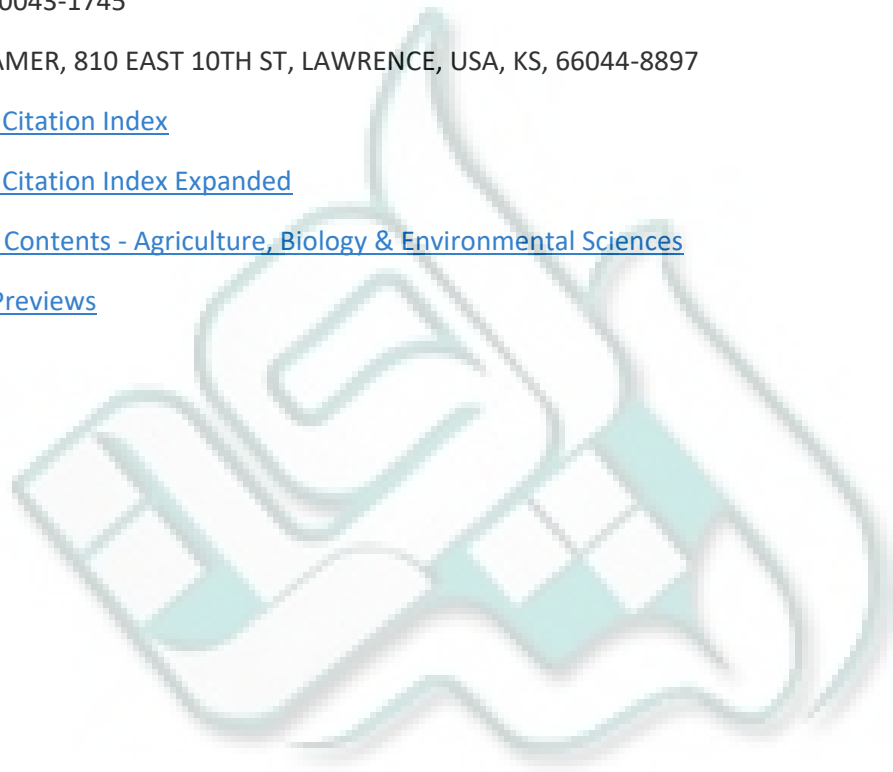 0043-1745
AMER, 810 EAST 10TH ST, LAWRENCE, USA, KS, 66044-8897
Citation Index
Citation Index Expanded
Contents - Agriculture, Biology & Environmental Sciences
Previews